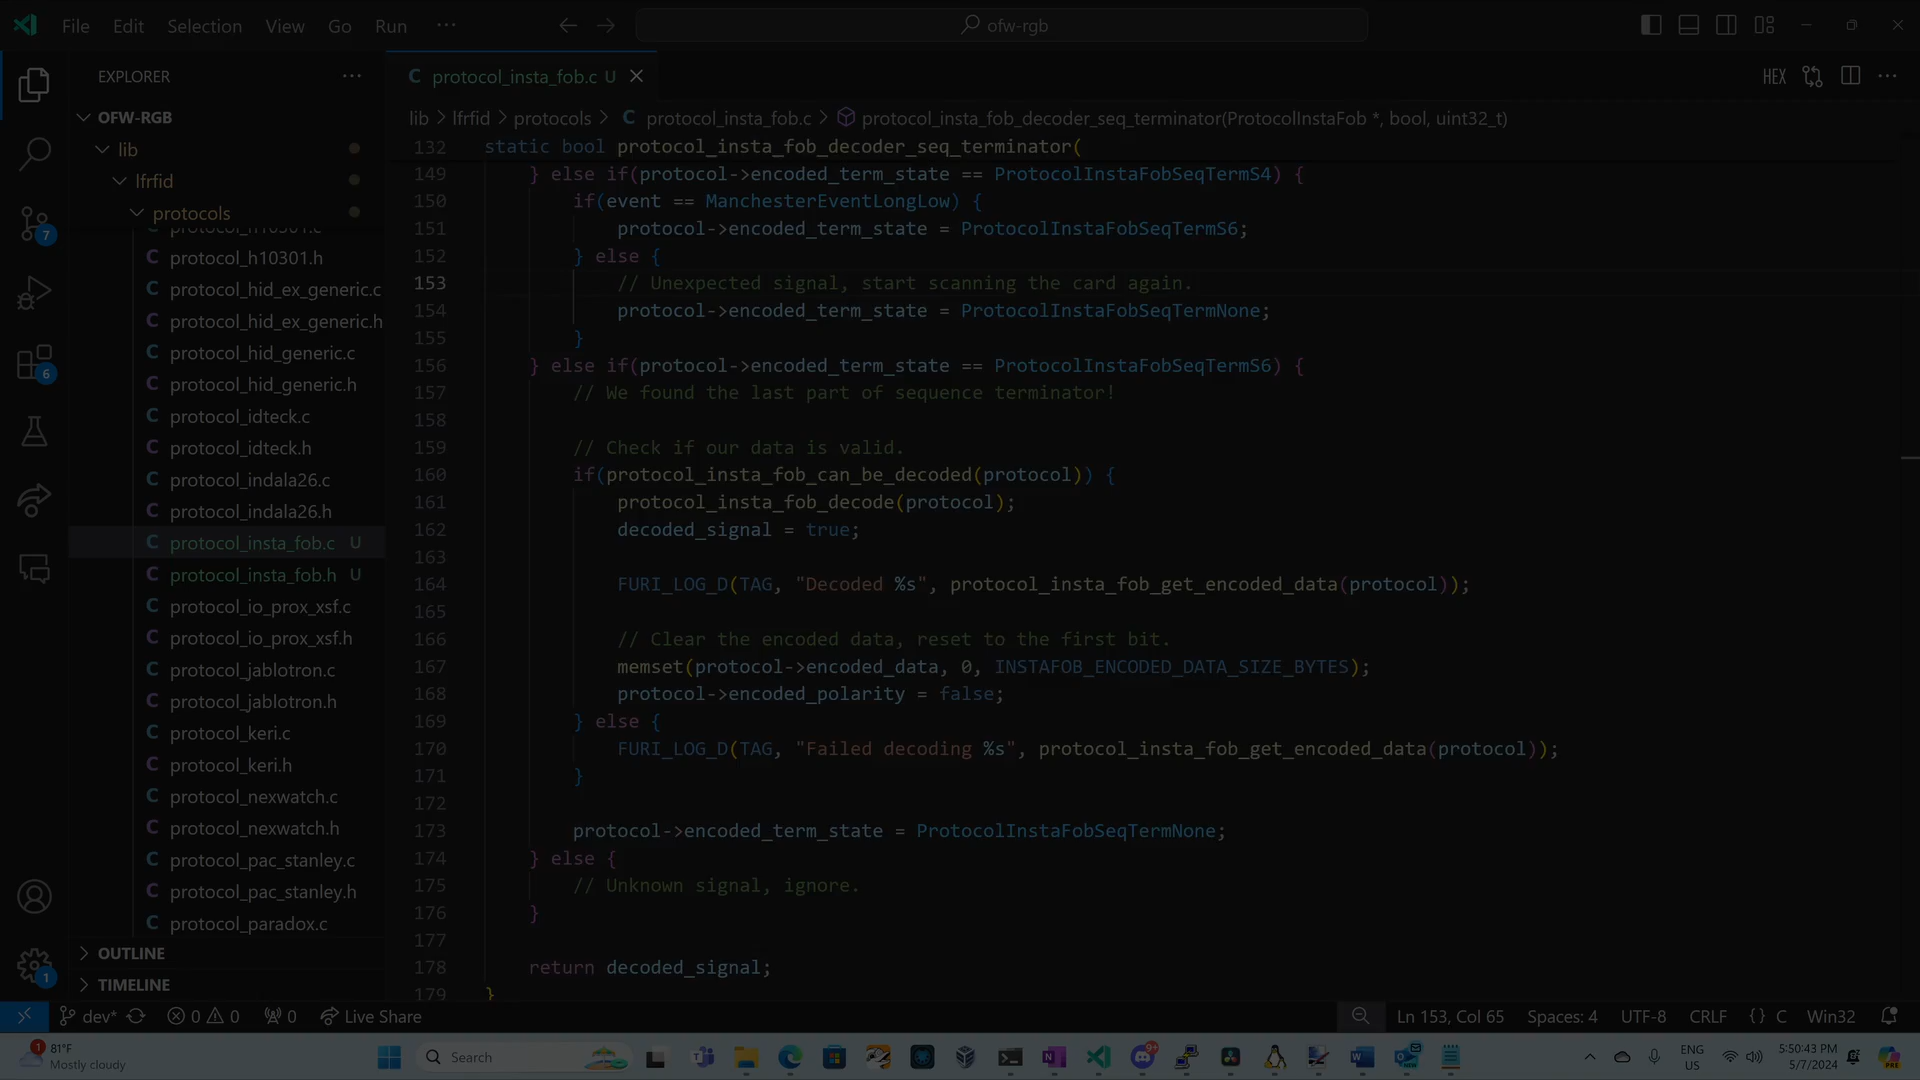 File Edit Selection View Go Run ···
ofw-rgb
EXPLORER
OFW-RGB
lib
lfrfid
protocols
protocol_h10301.c
protocol_h10301.h
protocol_hid_ex_generic.c
protocol_hid_ex_generic.h
protocol_hid_generic.c
protocol_hid_generic.h
protocol_idteck.c
protocol_idteck.h
protocol_indala26.c
protocol_indala26.h
protocol_insta_fob.c U
protocol_insta_fob.h U
protocol_io_prox_xsf.c
protocol_io_prox_xsf.h
protocol_jablotron.c
protocol_jablotron.h
protocol_keri.c
protocol_keri.h
protocol_nexwatch.c
protocol_nexwatch.h
protocol_pac_stanley.c
protocol_pac_stanley.h
protocol_paradox.c
OUTLINE
TIMELINE
7
6
1
C protocol_insta_fob.c U
HEX
lib > lfrfid > protocols > C protocol_insta_fob.c > protocol_insta_fob_decoder_seq_terminator(ProtocolInstaFob *, bool, uint32_t)
132 static bool protocol_insta_fob_decoder_seq_terminator(
149 } else if(protocol->encoded_term_state == ProtocolInstaFobSeqTermS4) {
150 if(event == ManchesterEventLongLow) {
151 protocol->encoded_term_state = ProtocolInstaFobSeqTermS6;
152 } else {
153 // Unexpected signal, start scanning the card again.
154 protocol->encoded_term_state = ProtocolInstaFobSeqTermNone;
155 }
156 } else if(protocol->encoded_term_state == ProtocolInstaFobSeqTermS6) {
157 // We found the last part of sequence terminator!
158
159 // Check if our data is valid.
160 if(protocol_insta_fob_can_be_decoded(protocol)) {
161 protocol_insta_fob_decode(protocol);
162 decoded_signal = true;
163
164 FURI_LOG_D(TAG, "Decoded %s", protocol_insta_fob_get_encoded_data(protocol));
165
166 // Clear the encoded data, reset to the first bit.
167 memset(protocol->encoded_data, 0, INSTAFOB_ENCODED_DATA_SIZE_BYTES);
168 protocol->encoded_polarity = false;
169 } else {
170 FURI_LOG_D(TAG, "Failed decoding %s", protocol_insta_fob_get_encoded_data(protocol));
171 }
172
173 protocol->encoded_term_state = ProtocolInstaFobSeqTermNone;
174 } else {
175 // Unknown signal, ignore.
176 }
177
178 return decoded_signal;
179 }
dev* 0 0 0 Live Share
Ln 153, Col 65 Spaces: 4 UTF-8 CRLF {} C Win32
1 81°F
Mostly cloudy
Search
9+
ENG
US
5:50:43 PM
5/7/2024